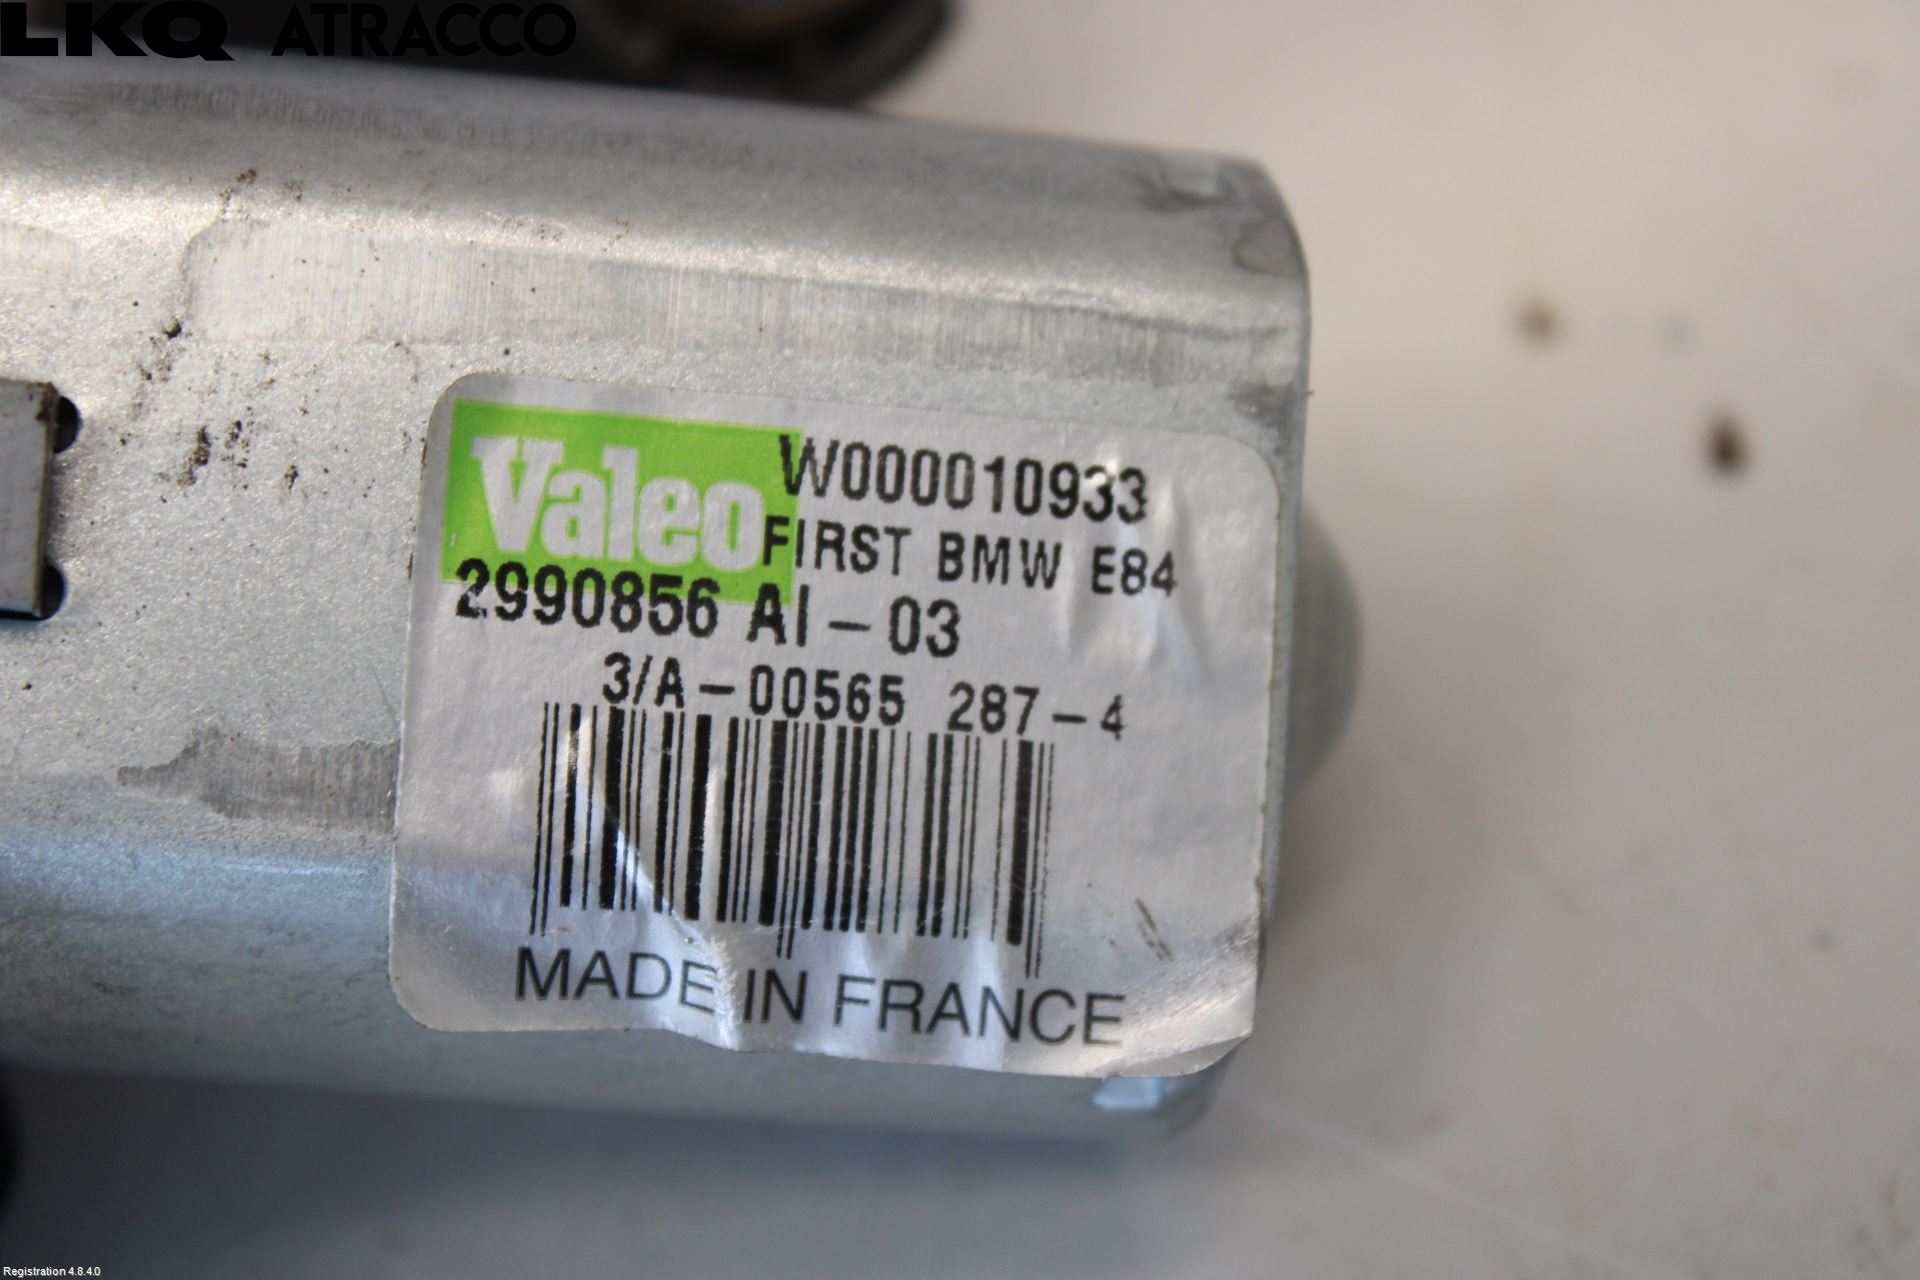 LKQ ATRACCO
Valeo W000010933
FIRST BMW E84
2990856 AI-03
3/A-00565 287-4
MADE IN FRANCE
Registration 4.8.4.0